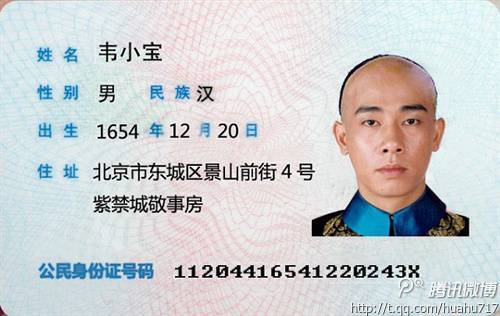 姓名 韦小宝
性别 男 民族 汉
出生 1654 年 12 月 20 日
住址 北京市东城区景山前街 4 号
紫禁城敬事房
公民身份证号码 11204416541220243X
腾讯微博
http://t.qq.com/huahu717